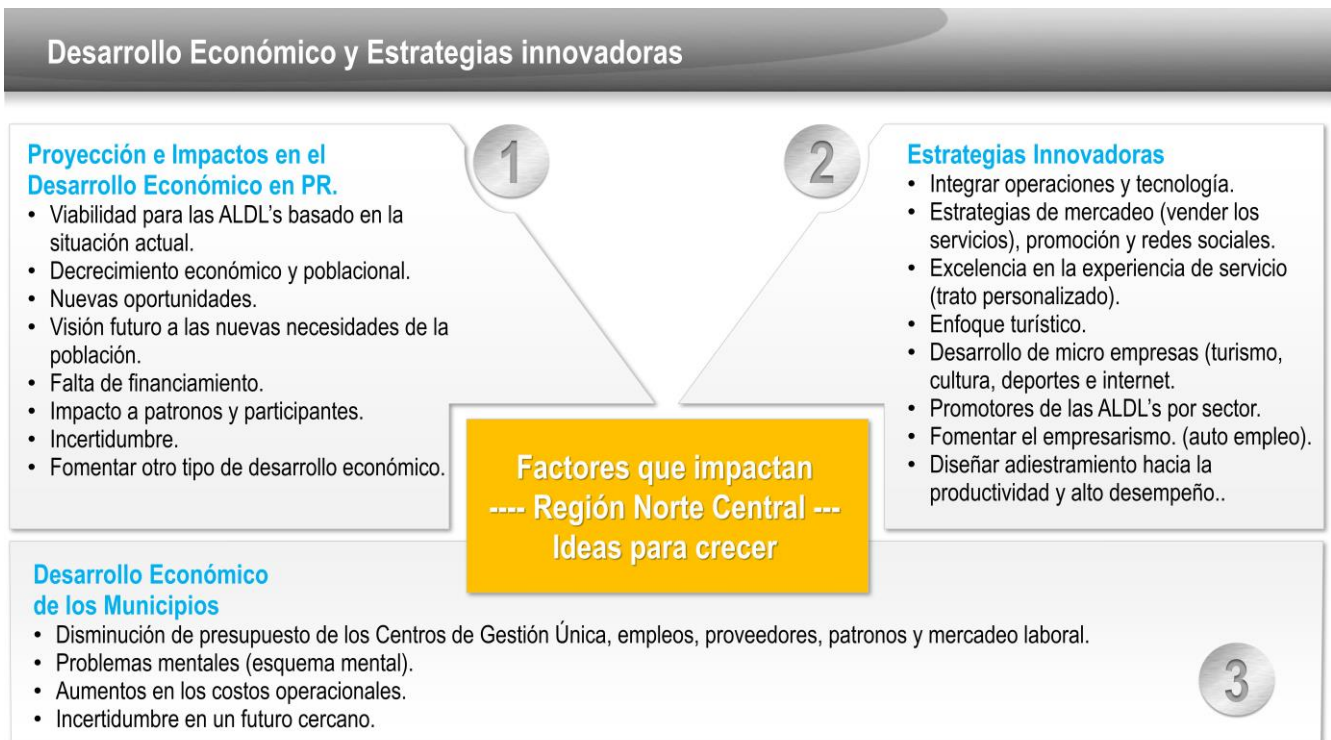 Desarrollo Económico y Estrategias innovadoras
1
Proyección e Impactos en el
Desarrollo Económico en PR.
• Viabilidad para las ALDL's basado en la
situación actual.
• Decrecimiento económico y poblacional.
• Nuevas oportunidades.
• Visión futuro a las nuevas necesidades de la
población.
• Falta de financiamiento.
• Impacto a patronos y participantes.
• Incertidumbre.
• Fomentar otro tipo de desarrollo económico.
2
Estrategias Innovadoras
• Integrar operaciones y tecnología.
• Estrategias de mercadeo (vender los
servicios), promoción y redes sociales.
• Excelencia en la experiencia de servicio
(trato personalizado).
• Enfoque turístico.
• Desarrollo de micro empresas (turismo,
cultura, deportes e internet.
• Promotores de las ALDL's por sector.
• Fomentar el empresarismo. (auto empleo).
• Diseñar adiestramiento hacia la
productividad y alto desempeño..
Factores que impactan
---- Región Norte Central ---
Ideas para crecer
Desarrollo Económico
de los Municipios
• Disminución de presupuesto de los Centros de Gestión Única, empleos, proveedores, patronos y mercadeo laboral.
• Problemas mentales (esquema mental).
• Aumentos en los costos operacionales.
• Incertidumbre en un futuro cercano.
3